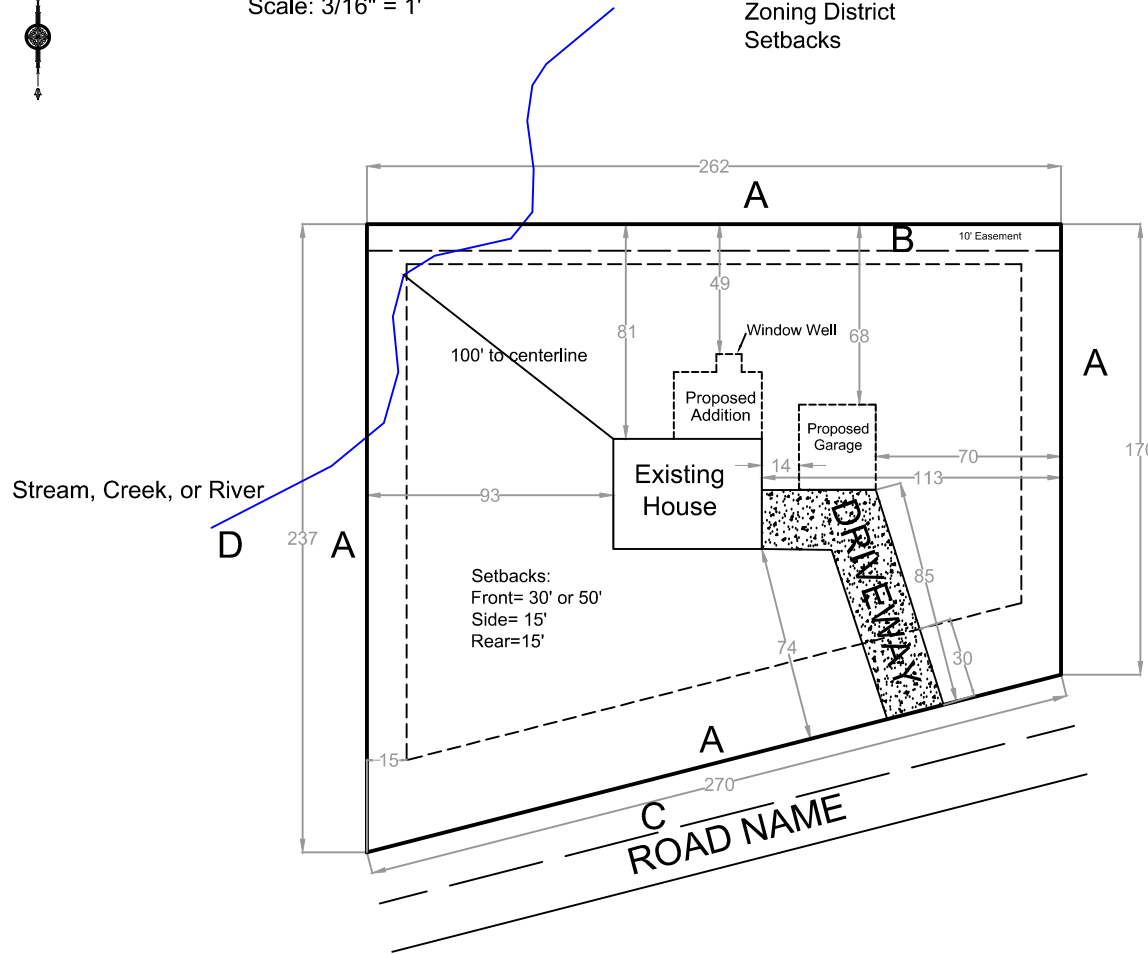 Scale: 3/16" = 1'
Zoning District
Setbacks
262
A
B
10' Easement
49
81
Window Well
68
100' to centerline
A
Proposed
Addition
Proposed
Garage
170
Existing
House
14
70
113
93
Stream, Creek, or River
D
237
A
DRIVEWAY
85
Setbacks:
Front= 30' or 50'
Side= 15'
Rear=15'
74
30
A
15
270
C
ROAD NAME